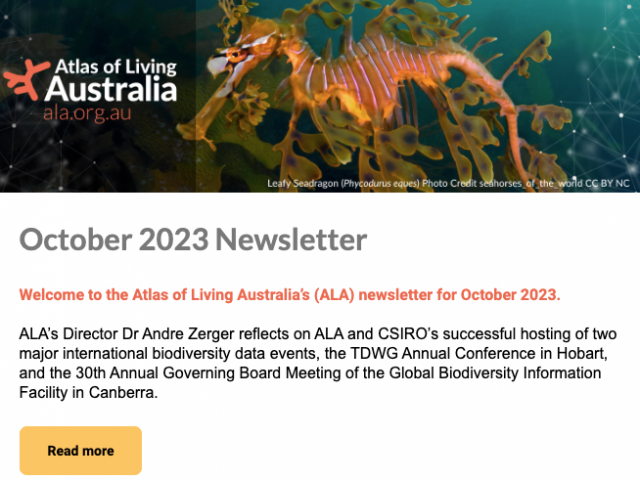 Atlas of Living
Australia
ala.org.au
Leafy Seadragon (Phycodurus eques) Photo Credit seahorses_of_the_world CC BY NC
October 2023 Newsletter
Welcome to the Atlas of Living Australia's (ALA) newsletter for October 2023.
ALA's Director Dr Andre Zerger reflects on ALA and CSIRO's successful hosting of two
major international biodiversity data events, the TDWG Annual Conference in Hobart,
and the 30th Annual Governing Board Meeting of the Global Biodiversity Information
Facility in Canberra.
Read more